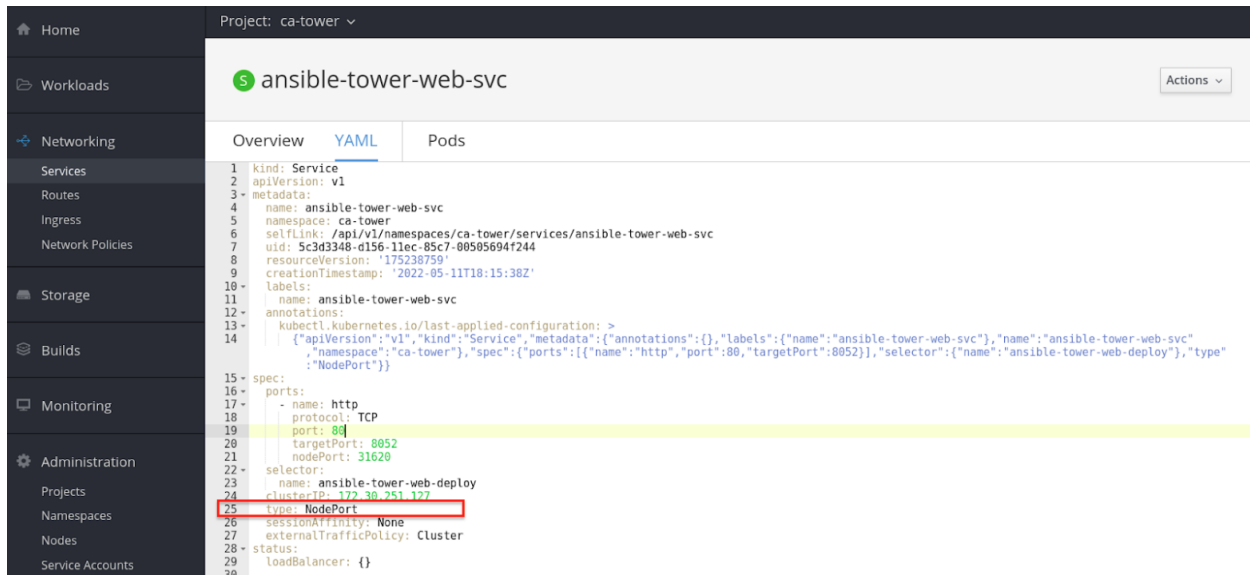 Home
Workloads
Networking
Services
Routes
Ingress
Network Policies
Storage
Builds
Monitoring
Administration
Projects
Namespaces
Nodes
Service Accounts
Project: ca-tower
S ansible-tower-web-svc
Actions
Overview YAML Pods
1 kind: Service
2 apiVersion: v1
3 metadata:
4 name: ansible-tower-web-svc
5 namespace: ca-tower
6 selfLink: /api/v1/namespaces/ca-tower/services/ansible-tower-web-svc
7 uid: 5c3d3348-d156-11ec-85c7-00505694f244
8 resourceVersion: '175238759'
9 creationTimestamp: '2022-05-11T18:15:38Z'
10 labels:
11 name: ansible-tower-web-svc
12 annotations:
13 kubectl.kubernetes.io/last-applied-configuration: >
14 {"apiVersion":"v1","kind":"Service","metadata":{"annotations":{},"labels":{"name":"ansible-tower-web-svc"},"name":"ansible-tower-web-svc"
,"namespace":"ca-tower"},"spec":{"ports":[{"name":"http","port":80,"targetPort":8052}],"selector":{"name":"ansible-tower-web-deploy"},"type"
:"NodePort"}}
15 spec:
16 ports:
17 - name: http
18 protocol: TCP
19 port: 80
20 targetPort: 8052
21 nodePort: 31620
22 selector:
23 name: ansible-tower-web-deploy
24 clusterIP: 172.30.251.127
25 type: NodePort
26 sessionAffinity: None
27 externalTrafficPolicy: Cluster
28 status:
29 loadBalancer: {}
30